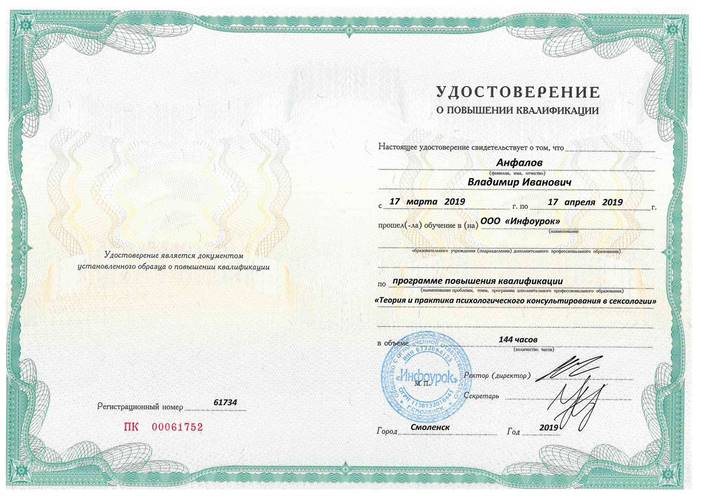 УДОСТОВЕРЕНИЕ
О ПОВЫШЕНИИ КВАЛИФИКАЦИИ
Настоящее удостоверение свидетельствует о том, что
Анфалов
(фамилия, имя, отчество)
Владимир Иванович
с 17 марта 2019 г. по 17 апреля 2019 г.
прошел(-ла) обучение в (на) ООО «Инфоурок»
(наименование)
образовательного учреждения (подразделения) дополнительного профессионального образования)
по программе повышения квалификации
(наименование проблемы, темы, программы дополнительного профессионального образования)
«Теория и практика психологического консультирования в сексологии»
в объеме 144 часов
(количество часов)
«Инфоурок»
М.П.
Ректор (директор)
Секретарь
Город Смоленск Год 2019
Удостоверение является документом
установленного образца о повышении квалификации
Регистрационный номер 61734
ПК 00061752